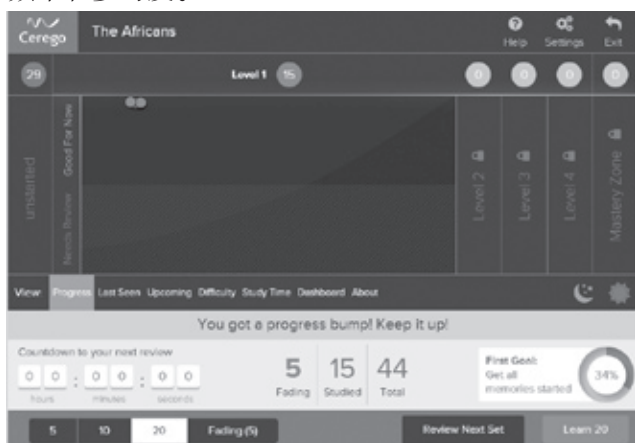 Cerego The Africans Help Settings Exit
29 Level 1 15 0 0 0 0
unstarted
Needs Review Good For Now
Level 2
Level 3
Level 4
Mastery Zone
View Progress Last Seen Upcoming Difficulty Study Time Dashboard About
You got a progress bump! Keep it up!
Countdown to your next review
0 0 : 0 0 : 0 0
hours minutes seconds
5 15 44
Fading Studied Total
First Goal:
Get all
memories started
34%
5 10 20 Fading (5) Review Next Set Learn 20